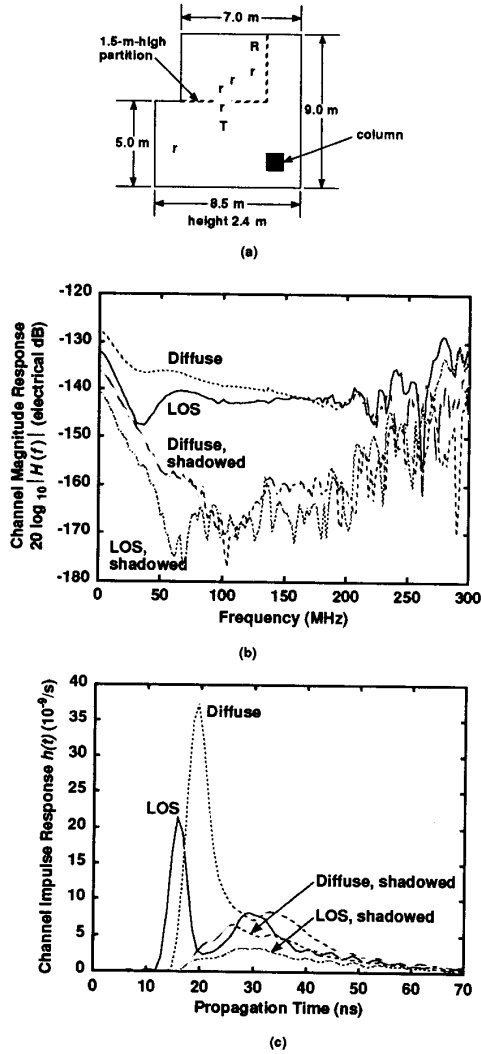 7.0 m
1.5-m-high
partition
R
r
r
r
r
T
r
5.0 m
9.0 m
column
8.5 m
height 2.4 m
(a)
Channel Magnitude Response
20 log 10 |H(f)| (electrical dB)
-120
-130
-140
-150
-160
-170
-180
Diffuse
LOS
Diffuse,
shadowed
LOS,
shadowed
0
50
100
150
200
250
300
Frequency (MHz)
(b)
Channel Impulse Response h(t) (10⁻⁹/s)
40
35
30
25
20
15
10
5
0
Diffuse
LOS
Diffuse, shadowed
LOS, shadowed
0
10
20
30
40
50
60
70
Propagation Time (ns)
(c)